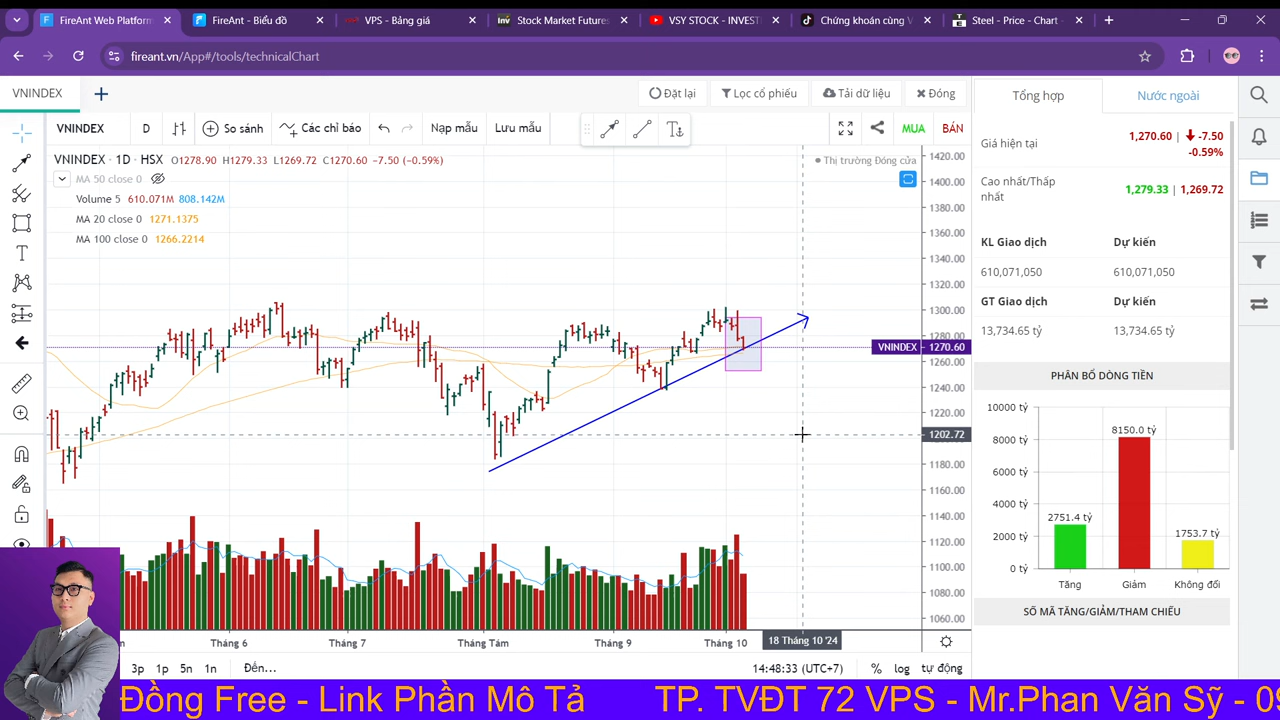 FireAnt Web Platform
FireAnt - Biểu đồ
VPS - Bảng giá
Stock Market Futures
VSY STOCK - INVESTI
Chứng khoán cùng V
Steel - Price - Chart -
fireant.vn/App#/tools/technicalChart
VNINDEX
Đặt lại
Lọc cổ phiếu
Tải dữ liệu
Đóng
VNINDEX
D
So sánh
Các chỉ báo
Nạp mẫu
Lưu mẫu
MUA
BÁN
VNINDEX · 1D · HSX O1278.90 H1279.33 L1269.72 C1270.60 -7.50 (-0.59%)
Thị trường Đóng cửa
MA 50 close 0
Volume 5 610.071M 808.142M
MA 20 close 0 1271.1375
MA 100 close 0 1266.2214
1420.00
1400.00
1380.00
1360.00
1340.00
1320.00
1300.00
1280.00
VNINDEX 1270.60
1260.00
1240.00
1220.00
1202.72
1180.00
1160.00
1140.00
1120.00
1100.00
1080.00
1060.00
Tháng 6
Tháng 7
Tháng Tám
Tháng 9
Tháng 10
18 Tháng 10 '24
3p 1p 5n 1n Đến...
14:48:33 (UTC+7)
% log tự động
Tổng hợp
Nước ngoài
Giá hiện tại
1,270.60 | -7.50
-0.59%
Cao nhất/Thấp nhất
1,279.33 | 1,269.72
KL Giao dịch
Dự kiến
610,071,050
610,071,050
GT Giao dịch
Dự kiến
13,734.65 tỷ
13,734.65 tỷ
PHÂN BỔ DÒNG TIỀN
10000 tỷ
8000 tỷ
6000 tỷ
4000 tỷ
2000 tỷ
0 tỷ
2751.4 tỷ
8150.0 tỷ
1753.7 tỷ
Tăng
Giảm
Không đổi
SỐ MÃ TĂNG/GIẢM/THAM CHIẾU
Đồng Free - Link Phần Mô Tả
TP. TVĐT 72 VPS - Mr.Phan Văn Sỹ - 09